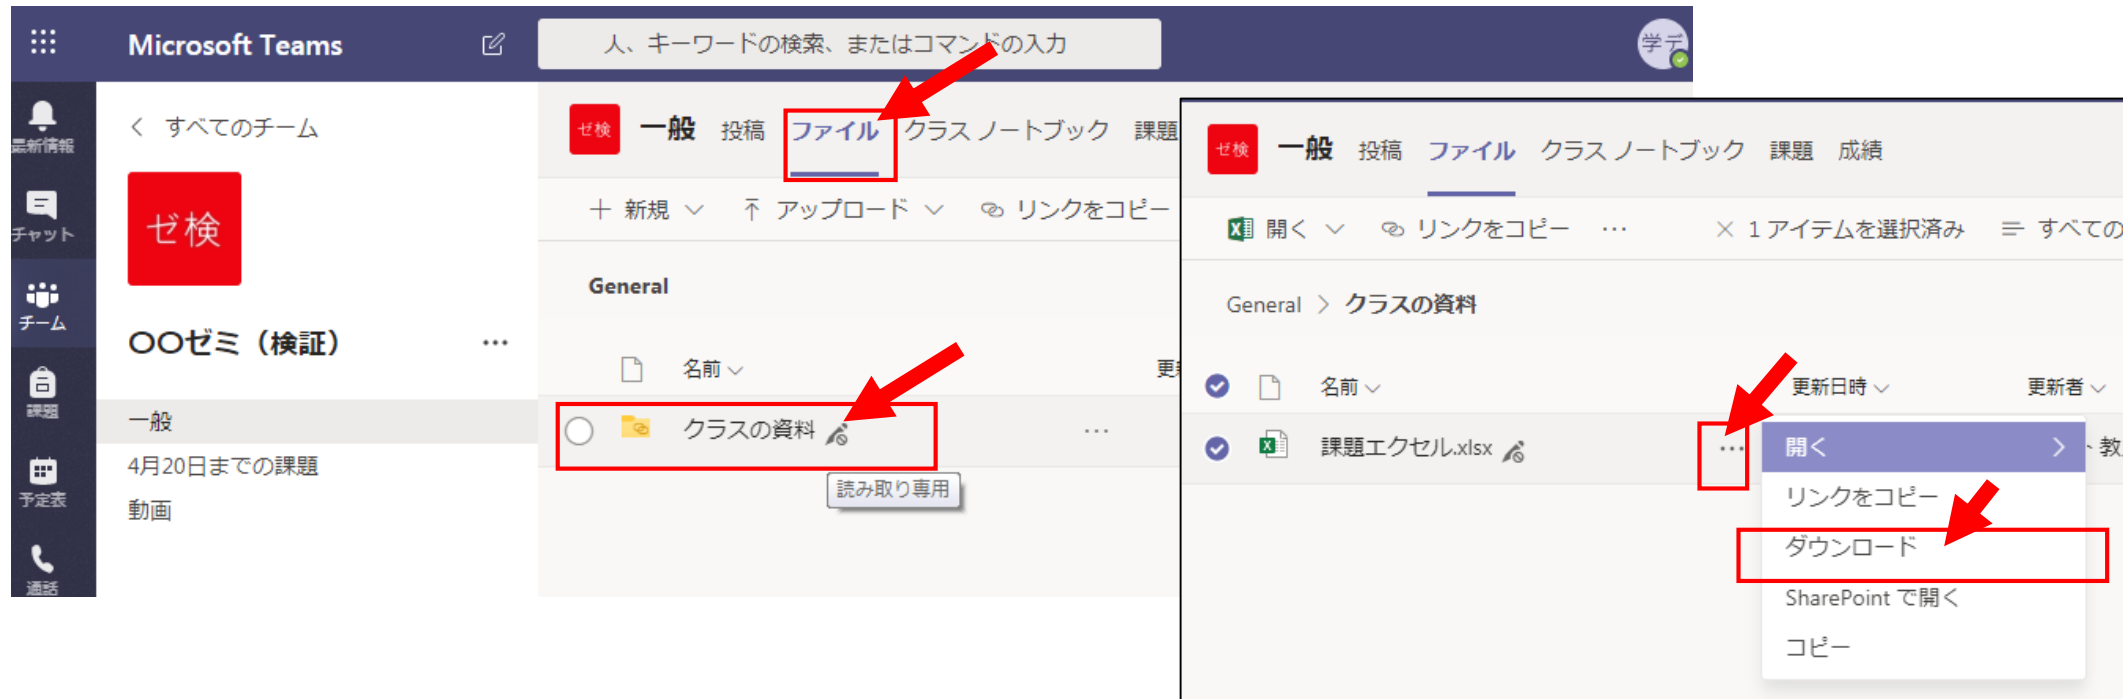 Microsoft Teams
人、キーワードの検索、またはコマンドの入力
学デ
最新情報
チャット
チーム
課題
予定表
通話
すべてのチーム
ゼ検
〇〇ゼミ（検証） …
一般
4月20日までの課題
動画
ゼ検 一般 投稿 ファイル クラス ノートブック 課題
新規 アップロード リンクをコピー
General
名前
クラスの資料 …
読み取り専用
ゼ検 一般 投稿 ファイル クラス ノートブック 課題 成績
開く リンクをコピー … × 1 アイテムを選択済み すべての
General > クラスの資料
名前 更新日時 更新者
課題エクセル.xlsx …
開く
リンクをコピー
ダウンロード
SharePoint で開く
コピー